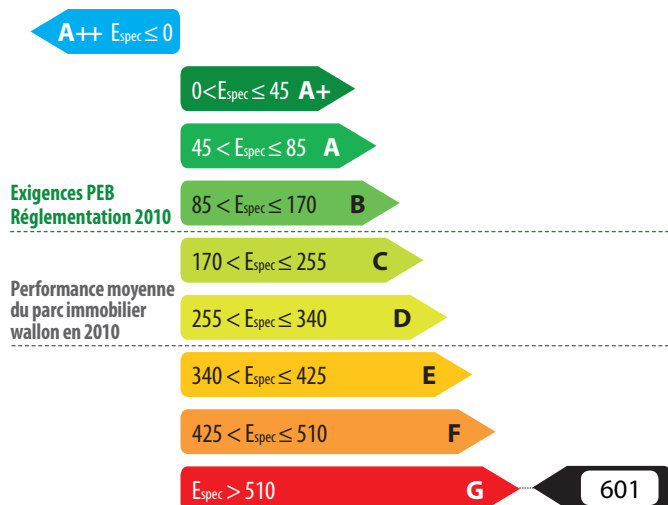 A++ Espec ≤ 0
0<Espec ≤ 45 A+
45 < Espec ≤ 85 A
Exigences PEB
Réglementation 2010
85 < Espec ≤ 170 B
170 < Espec ≤ 255 C
Performance moyenne
du parc immobilier
wallon en 2010
255 < Espec ≤ 340 D
340 < Espec ≤ 425 E
425 < Espec ≤ 510 F
Espec > 510 G 601